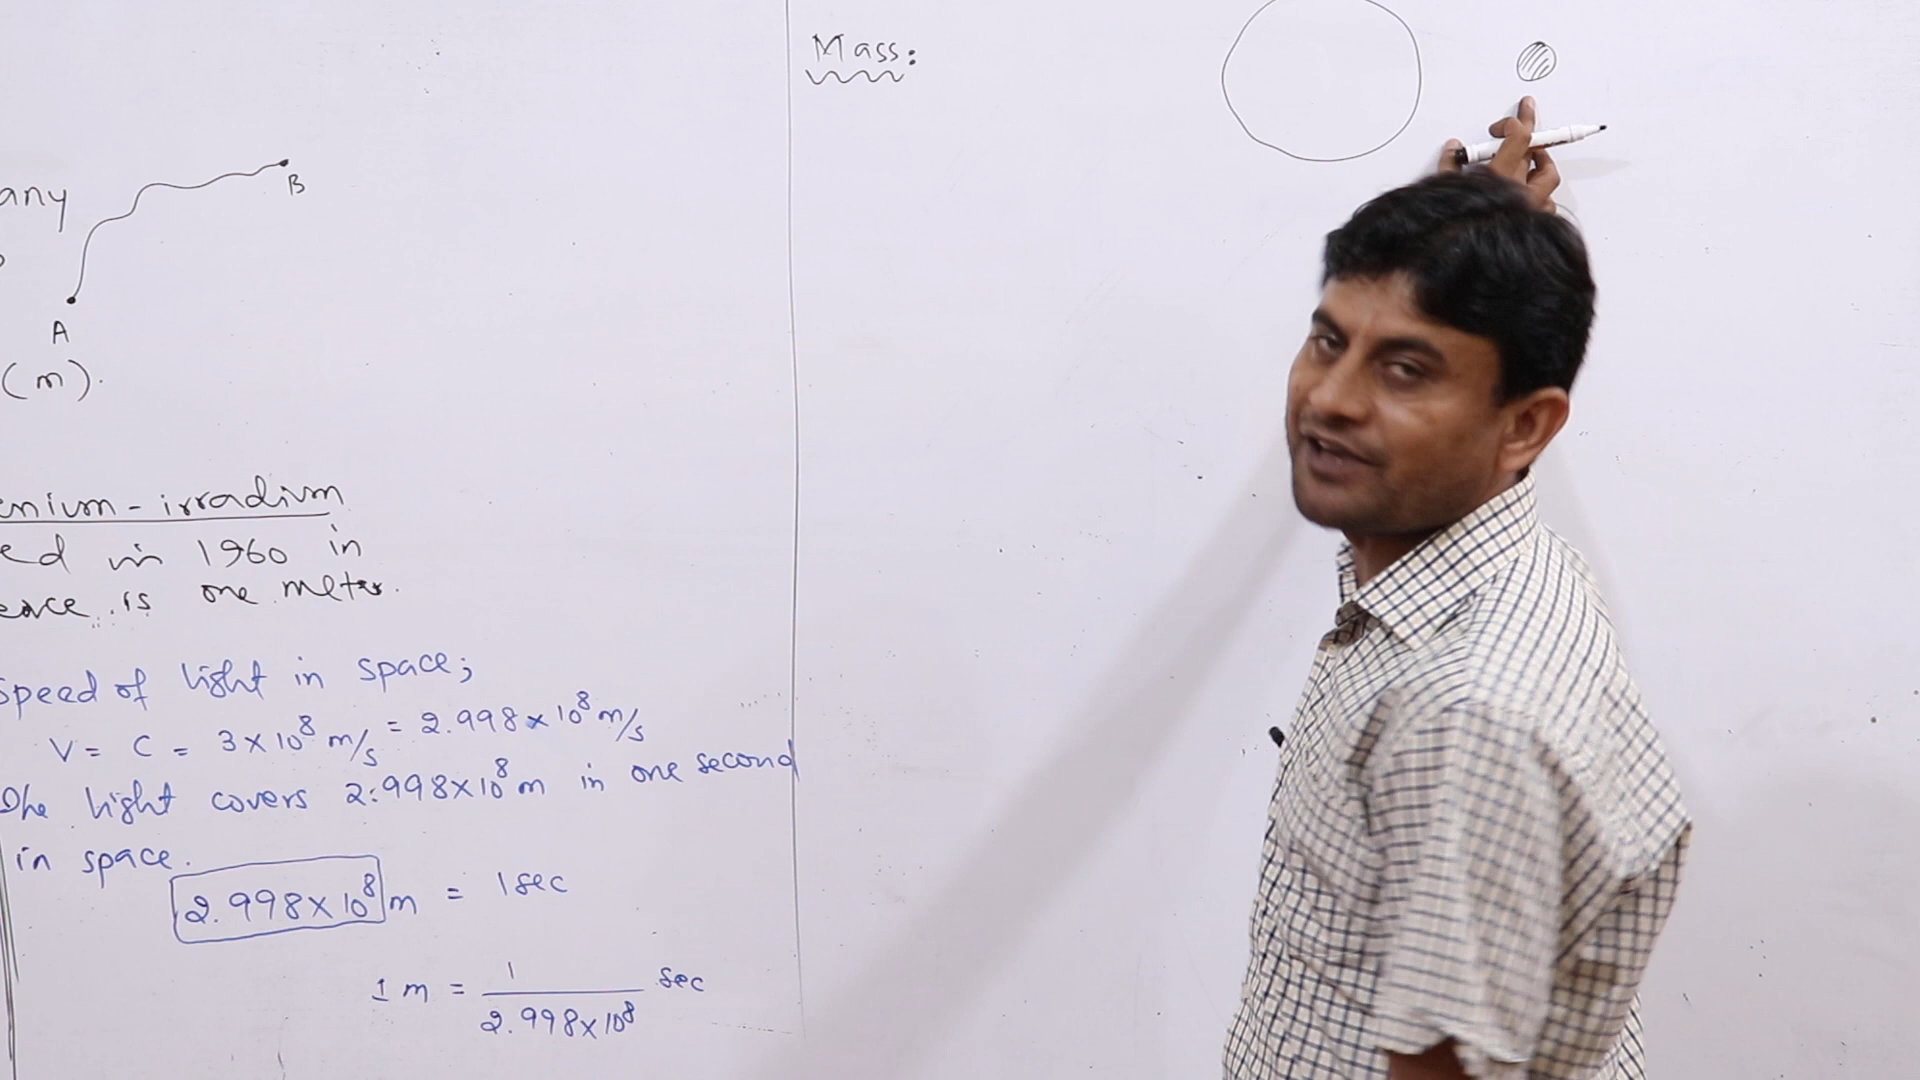 any
B
A
(m).
enium - irradium
ed in 1960 in
ence is one meter.
Speed of light in space;
V = C = 3×10⁸ m/s = 2.998×10⁸ m/s
The light covers 2.998×10⁸ m in one second
in space.
2.998×10⁸ m = 1 sec
1 m = 1 / 2.998×10⁸ sec
Mass: